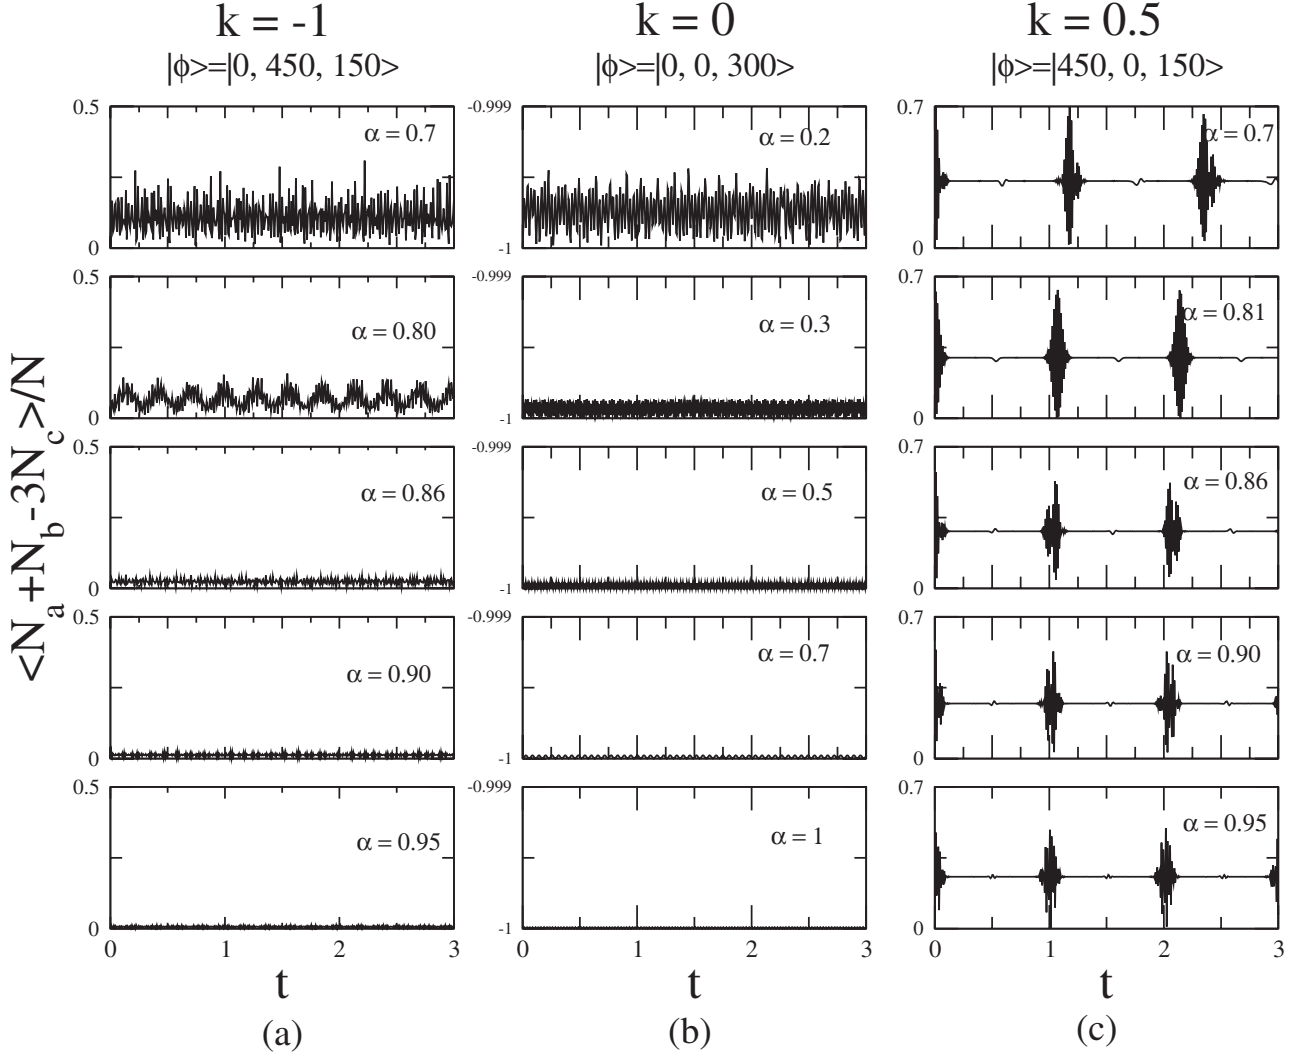 k = -1
|ϕ>=|0, 450, 150>
k = 0
|ϕ>=|0, 0, 300>
k = 0.5
|ϕ>=|450, 0, 150>
<N_a +N_b -3N_c >/N
0.5
α = 0.7
0
-0.999
α = 0.2
-1
0.7
α = 0.7
0
0.5
α = 0.80
0
-0.999
α = 0.3
-1
0.7
α = 0.81
0
0.5
α = 0.86
0
-0.999
α = 0.5
-1
0.7
α = 0.86
0
0.5
α = 0.90
0
-0.999
α = 0.7
-1
0.7
α = 0.90
0
0.5
α = 0.95
0
-0.999
α = 1
-1
0.7
α = 0.95
0
0 1 2 3
0 1 2 3
0 1 2 3
t
t
t
(a)
(b)
(c)